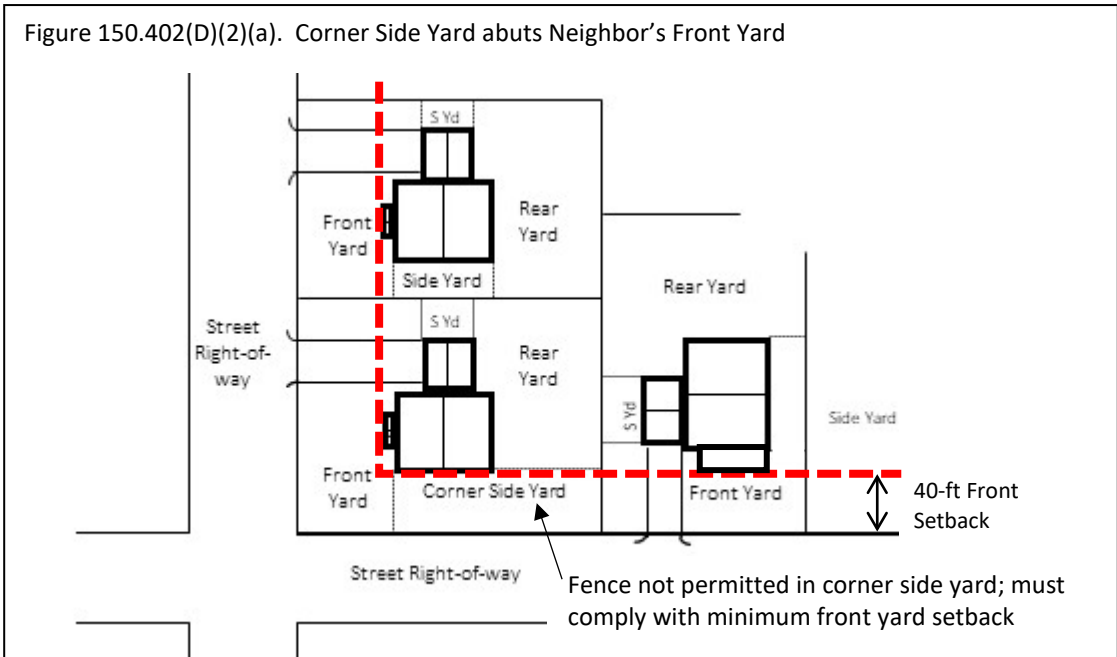 Figure 150.402(D)(2)(a). Corner Side Yard abuts Neighbor's Front Yard
S Yd
Front
Yard
Rear
Yard
Side Yard
Rear Yard
Street
Right-of-
way
S Yd
Rear
Yard
S Yd
Side Yard
Front
Yard
Corner Side Yard
Front Yard
40-ft Front
Setback
Street Right-of-way
Fence not permitted in corner side yard; must
comply with minimum front yard setback